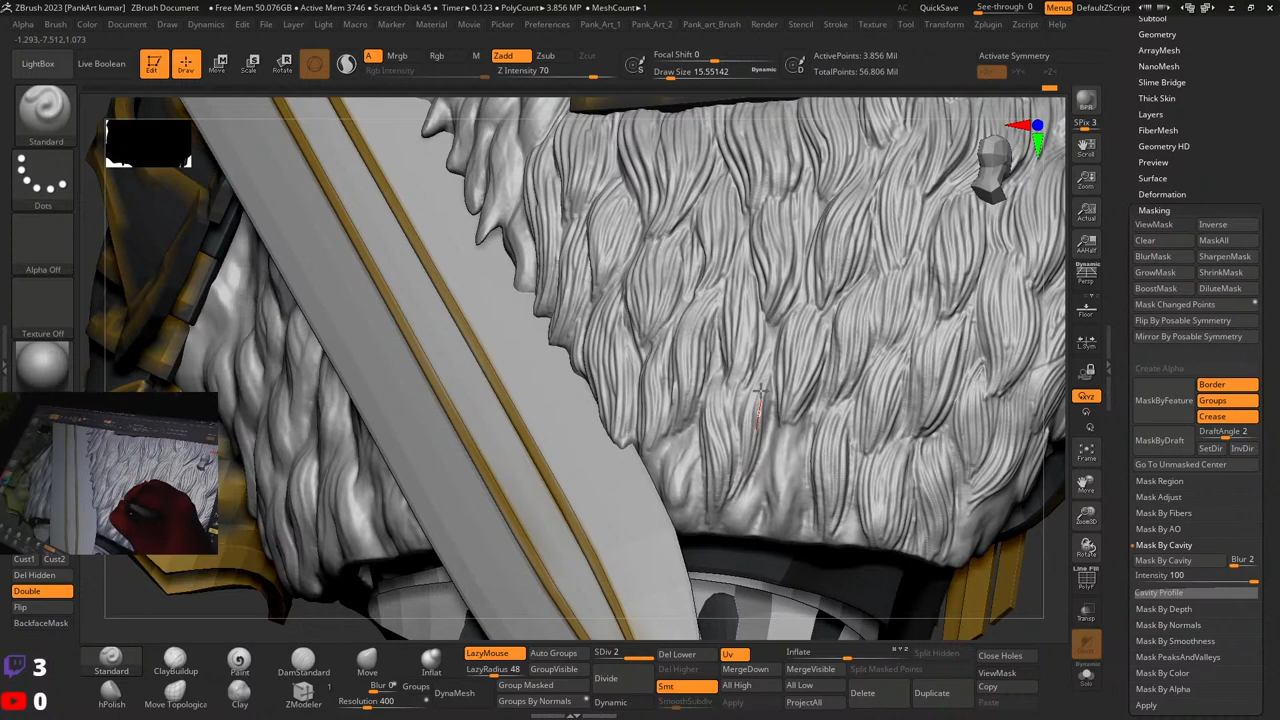 ZBrush 2023 [PankArt kumar] ZBrush Document • Free Mem 50.076GB • Active Mem 3746 • Scratch Disk 45 • Timer▸0.123 • PolyCount▸3.856 MP • MeshCount▸1 AC QuickSave See-through 0 Menus DefaultZScript
Alpha Brush Color Document Draw Dynamics Edit File Layer Light Macro Marker Material Movie Picker Preferences Pank_Art_1 Pank_Art_2 Pank_art_Brush Render Stencil Stroke Texture Tool Transform Zplugin Zscript Help
-1.293,-7.512,1.073
LightBox
Live Boolean
Edit
Draw
Move
Scale
Rotate
A Mrgb Rgb M Zadd Zsub Zcut
Rgb Intensity
Z Intensity 70
Focal Shift 0
Draw Size 15.55142 Dynamic
ActivePoints: 3.856 Mil
TotalPoints: 56.806 Mil
Activate Symmetry
Standard
Dots
Alpha Off
Texture Off
Cust1 Cust2
Del Hidden
Double
Flip
BackfaceMask
BPR
SPix 3
Scroll
Zoom
Actual
AAHalf
Dynamic
Persp
Floor
L.Sym
Frame
Move
Zoom3D
Rotate
Line Fill
PolyF
Transp
Dynamic
Solo
Subtool
Geometry
ArrayMesh
NanoMesh
Slime Bridge
Thick Skin
Layers
FiberMesh
Geometry HD
Preview
Surface
Deformation
Masking
ViewMask Inverse
Clear MaskAll
BlurMask SharpenMask
GrowMask ShrinkMask
BoostMask DiluteMask
Mask Changed Points
Flip By Posable Symmetry
Mirror By Posable Symmetry
Create Alpha
MaskByFeature
Border
Groups
Crease
MaskByDraft
DraftAngle 2
SetDir InvDir
Go To Unmasked Center
Mask Region
Mask Adjust
Mask By Fibers
Mask By AO
Mask By Cavity
Mask By Cavity Blur 2
Intensity 100
Cavity Profile
Mask By Depth
Mask By Normals
Mask By Smoothness
Mask PeaksAndValleys
Mask By Color
Mask By Alpha
Apply
3
0
Standard ClayBuildup Paint DamStandard Move Inflat
hPolish Move Topological Clay ZModeler
Blur 0 Groups
DynaMesh
Resolution 400
LazyMouse Auto Groups
LazyRadius 48 GroupVisible
Group Masked
Groups By Normals
SDiv 2
Divide
Dynamic
Del Lower
Del Higher
Smt
SmoothSubdiv
Uv
MergeDown
All High
Apply
Inflate
MergeVisible
All Low
ProjectAll
Split Hidden
Split Masked Points
Delete Duplicate
Close Holes
ViewMask
Copy
Paste